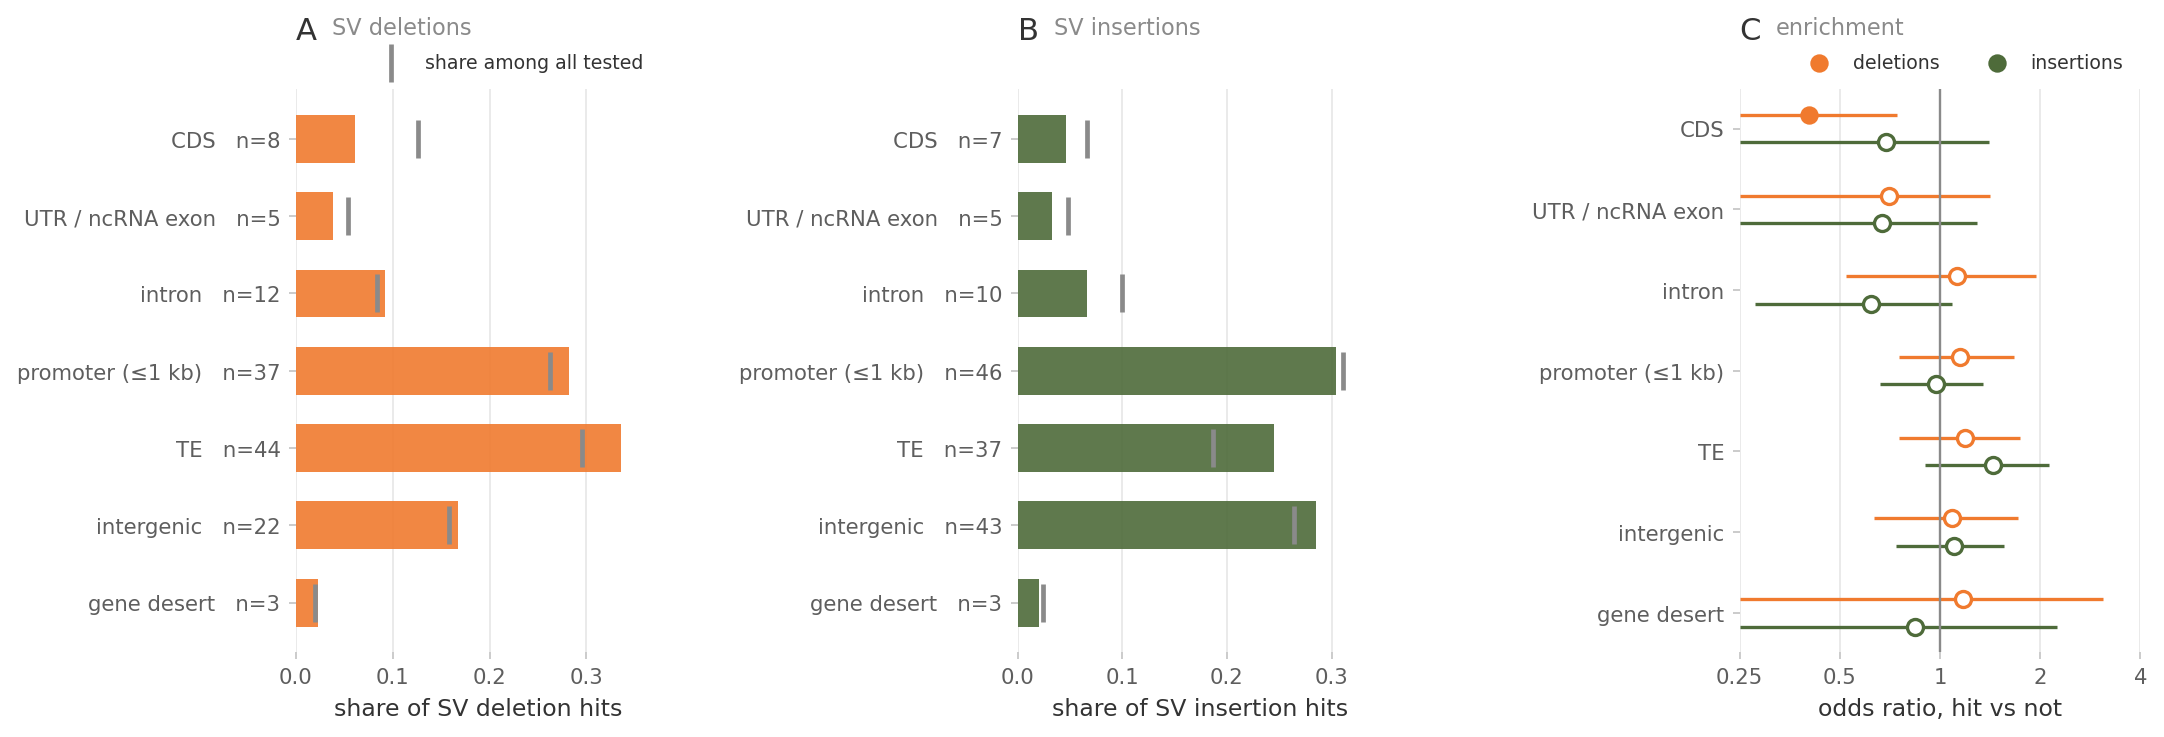 A SV deletions
share among all tested
CDS n=8
UTR / ncRNA exon n=5
intron n=12
promoter (≤1 kb) n=37
TE n=44
intergenic n=22
gene desert n=3
0.0 0.1 0.2 0.3
share of SV deletion hits
B SV insertions
CDS n=7
UTR / ncRNA exon n=5
intron n=10
promoter (≤1 kb) n=46
TE n=37
intergenic n=43
gene desert n=3
0.0 0.1 0.2 0.3
share of SV insertion hits
C enrichment
deletions insertions
CDS
UTR / ncRNA exon
intron
promoter (≤1 kb)
TE
intergenic
gene desert
0.25 0.5 1 2 4
odds ratio, hit vs not